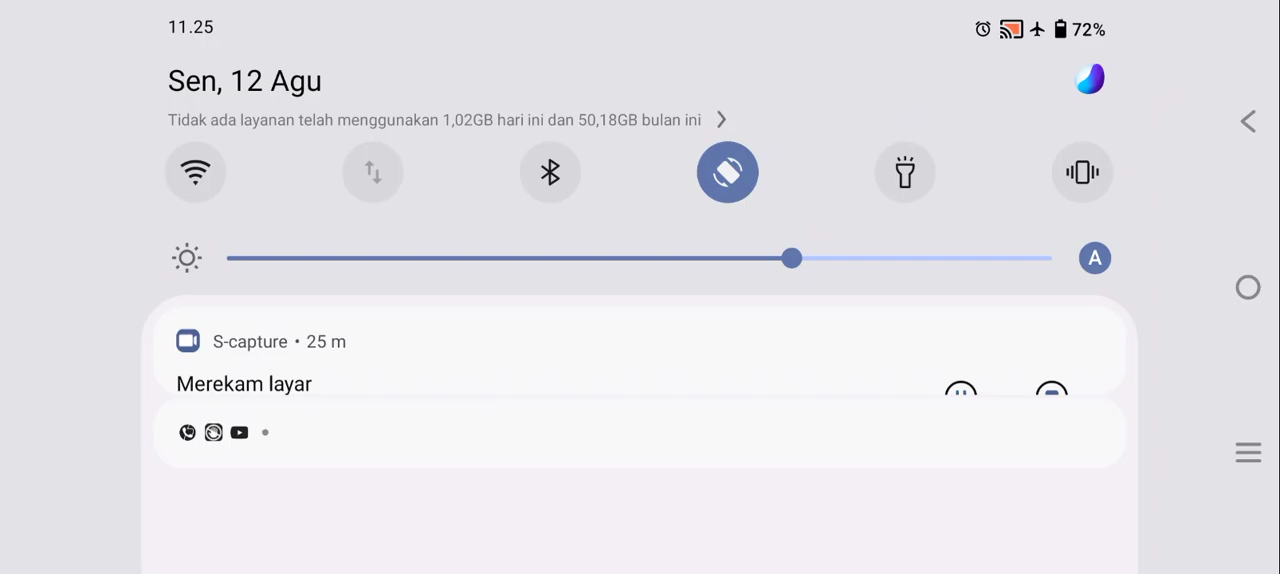 11.25
72%
Sen, 12 Agu
Tidak ada layanan telah menggunakan 1,02GB hari ini dan 50,18GB bulan ini
A
S-capture • 25 m
Merekam layar